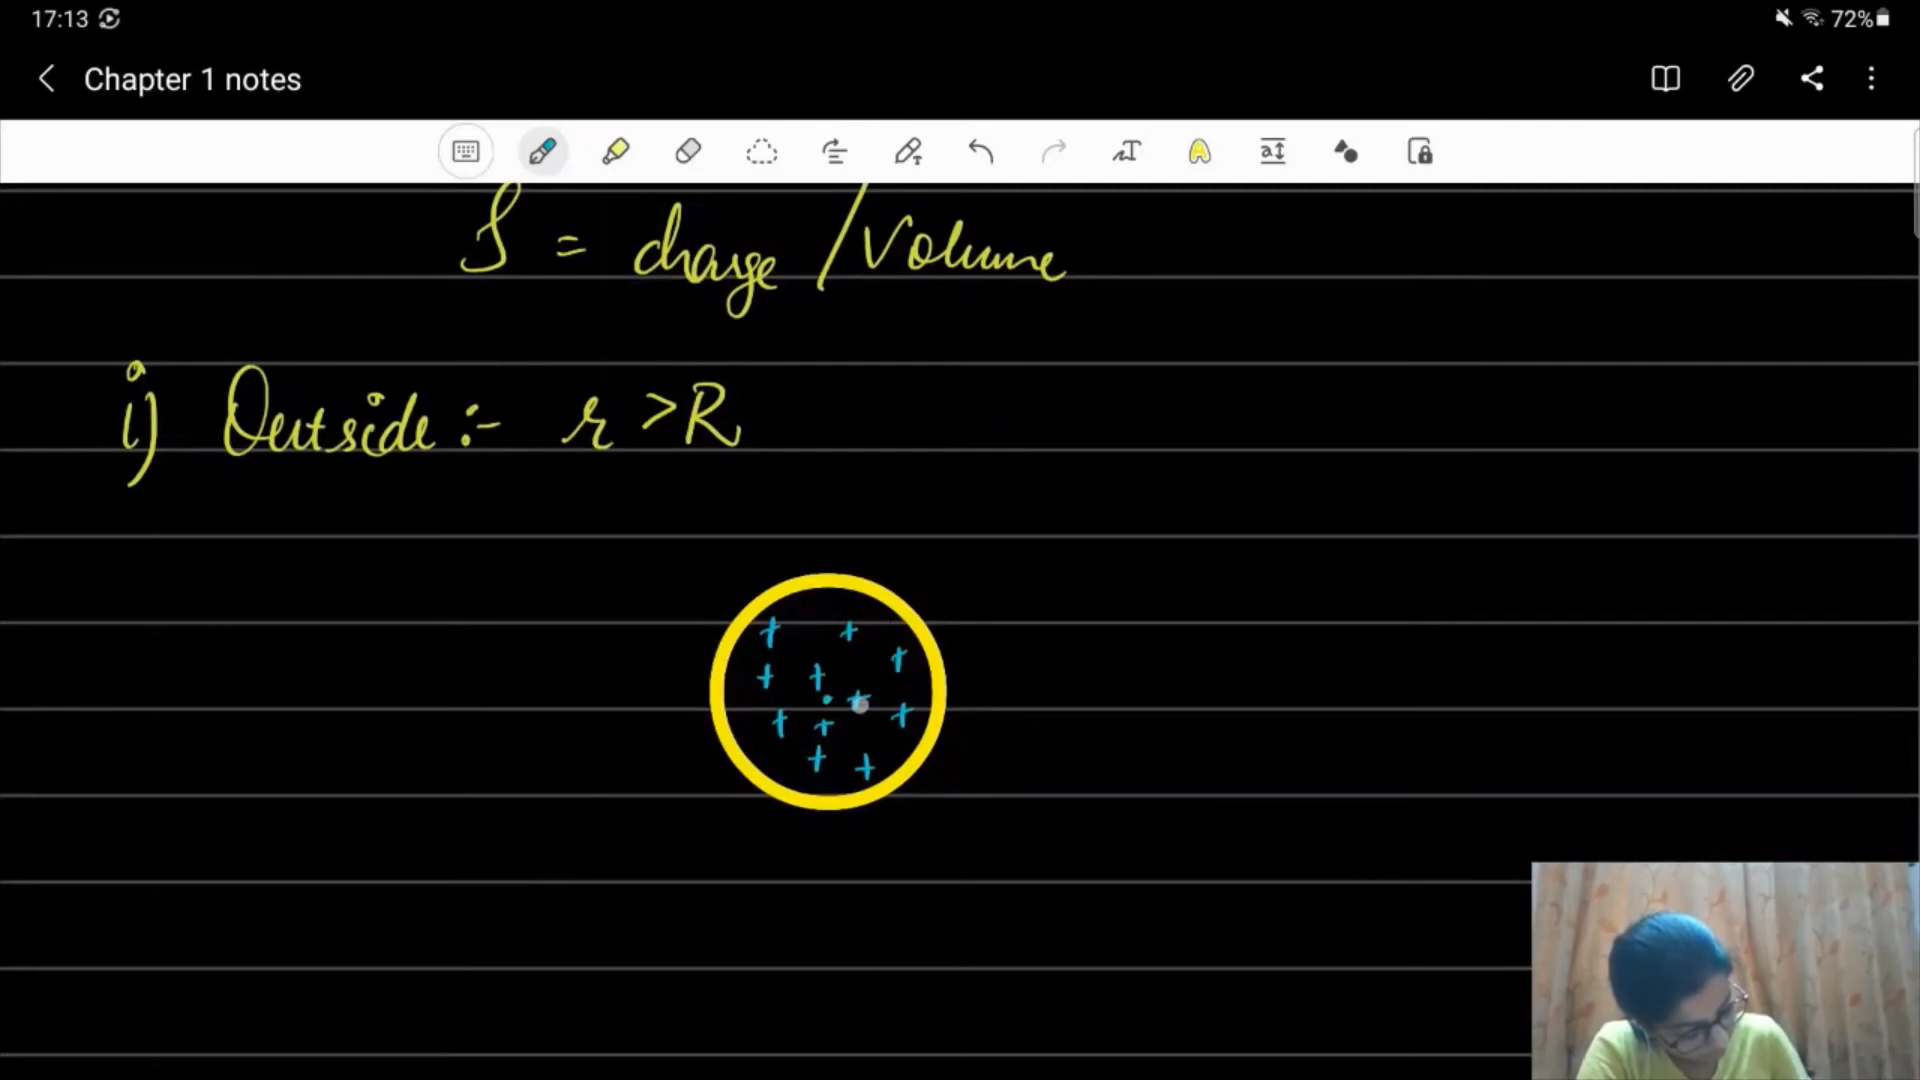 17:13
72%
Chapter 1 notes
ρ = charge / Volume
i) Outside :- r > R
+ +
+
+ +
+
+ + +
+ +